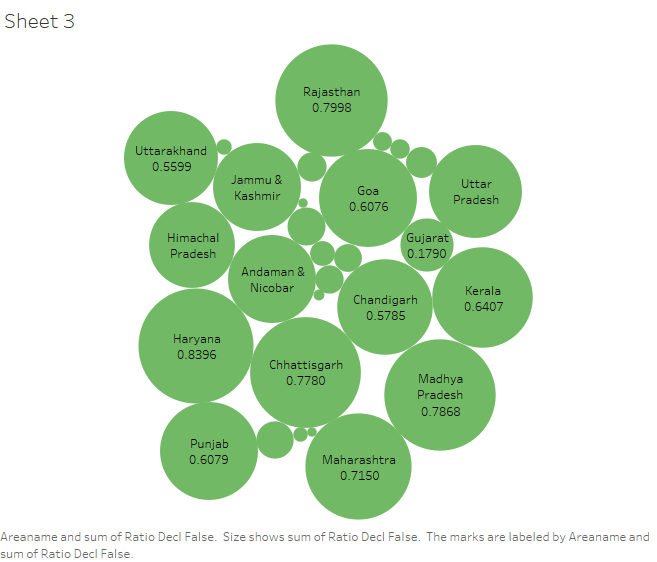 Sheet 3
Rajasthan
0.7998
Uttarakhand
0.5599
Jammu &
Kashmir
Goa
0.6076
Uttar
Pradesh
Himachal
Pradesh
Gujarat
0.1790
Andaman &
Nicobar
Chandigarh
0.5785
Kerala
0.6407
Haryana
0.8396
Chhattisgarh
0.7780
Madhya
Pradesh
0.7868
Punjab
0.6079
Maharashtra
0.7150
Areaname and sum of Ratio Decl False.  Size shows sum of Ratio Decl False.  The marks are labeled by Areaname and
sum of Ratio Decl False.